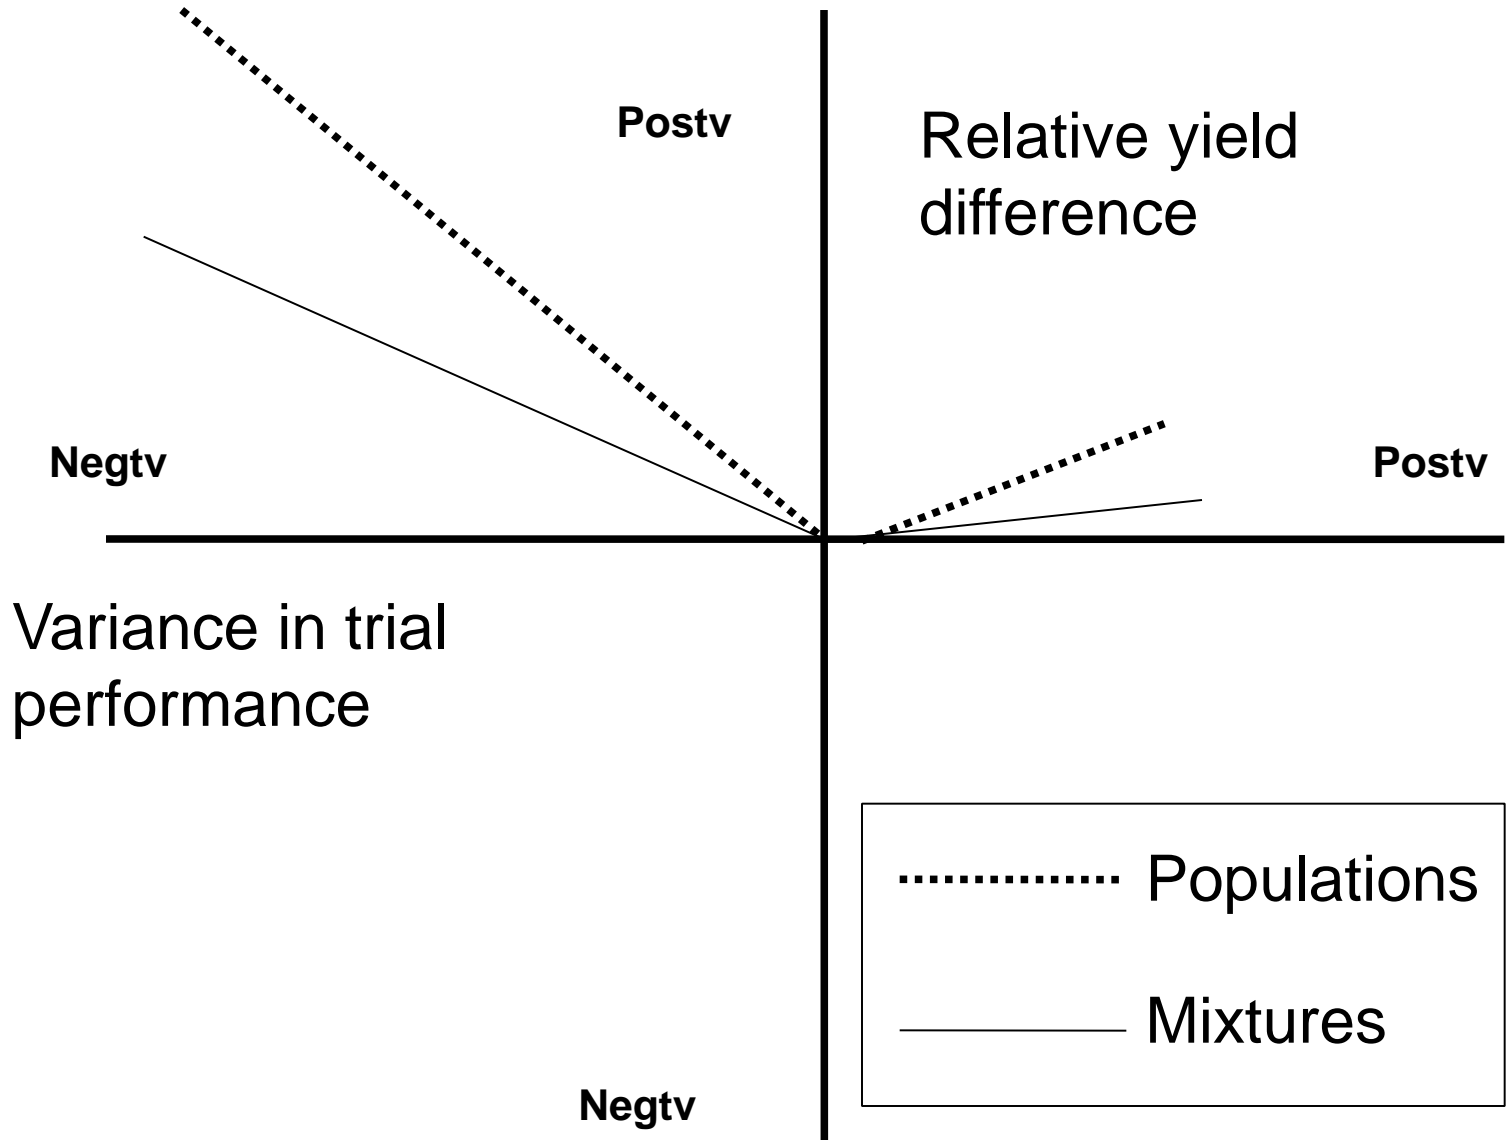 Postv
Relative yield
difference
Negtv
Postv
Variance in trial
performance
Populations
Mixtures
Negtv